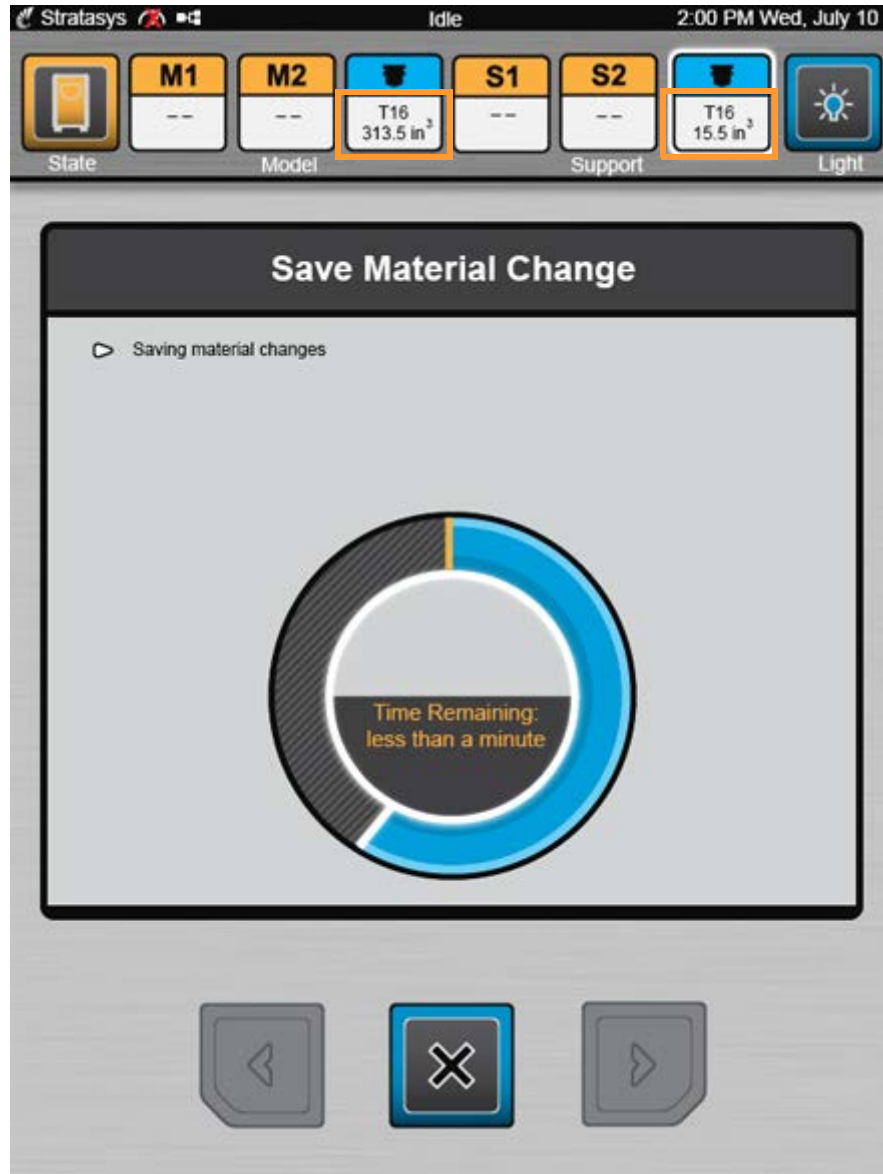 Stratasys Idle 2:00 PM Wed, July 10
M1 M2 S1 S2
-- -- T16 -- -- T16
313.5 in³ 15.5 in³
State Model Support Light
Save Material Change
Saving material changes
Time Remaining:
less than a minute